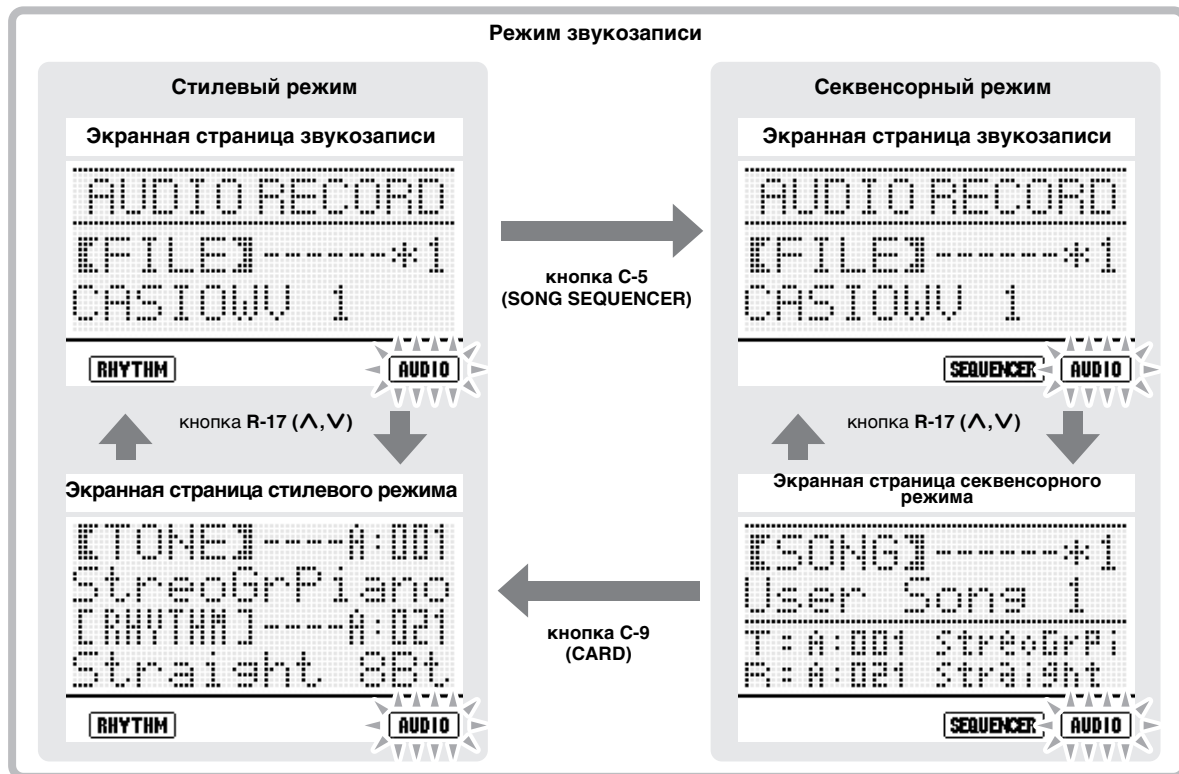 Режим звукозаписи
Стилевый режим
Экранная страница звукозаписи
AUDIO RECORD
【FILE】------*1
CASIOWV 1
RHYTHM
AUDIO
кнопка R-17 (∧,∨)
Экранная страница стилевого режима
【TONE】----A:001
StreoGrPiano
[RHYTHM]----A:021
Straight 8Bt
RHYTHM
AUDIO
кнопка C-5
(SONG SEQUENCER)
кнопка C-9
(CARD)
Секвенсорный режим
Экранная страница звукозаписи
AUDIO RECORD
【FILE】------*1
CASIOWV 1
SEQUENCER
AUDIO
кнопка R-17 (∧,∨)
Экранная страница секвенсорного
режима
【SONG】------*1
User Song 1
T:A:001 StreoGrPi
R:A:021 Straight
SEQUENCER
AUDIO